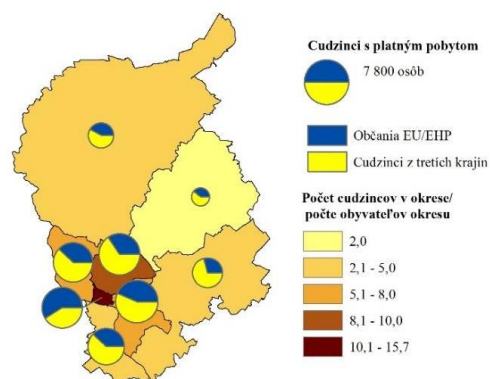 Cudzinci s platným pobytom
7 800 osôb
Občania EU/EHP
Cudzinci z tretích krajín
Počet cudzincov v okrese/
počte obyvateľov okresu
2,0
2,1 - 5,0
5,1 - 8,0
8,1 - 10,0
10,1 - 15,7